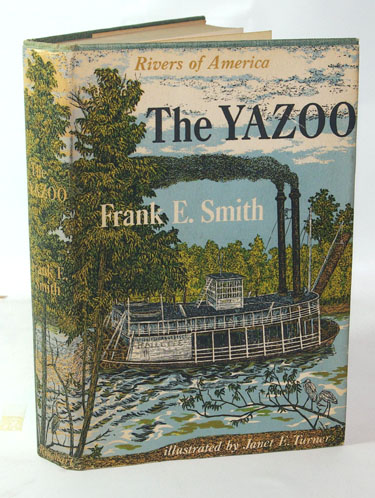 Rivers of America
The YAZOO
Frank E. Smith
illustrated by Janet E. Turner
The
YAZOO
Frank E.
Smith